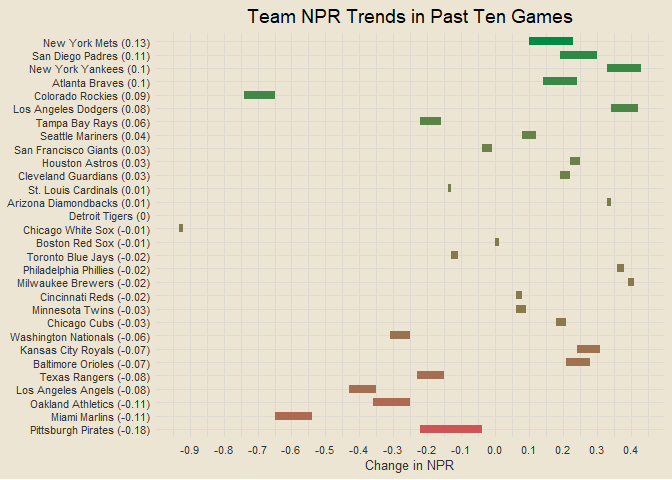 Team NPR Trends in Past Ten Games
New York Mets (0.13)
San Diego Padres (0.11)
New York Yankees (0.1)
Atlanta Braves (0.1)
Colorado Rockies (0.09)
Los Angeles Dodgers (0.08)
Tampa Bay Rays (0.06)
Seattle Mariners (0.04)
San Francisco Giants (0.03)
Houston Astros (0.03)
Cleveland Guardians (0.03)
St. Louis Cardinals (0.01)
Arizona Diamondbacks (0.01)
Detroit Tigers (0)
Chicago White Sox (-0.01)
Boston Red Sox (-0.01)
Toronto Blue Jays (-0.02)
Philadelphia Phillies (-0.02)
Milwaukee Brewers (-0.02)
Cincinnati Reds (-0.02)
Minnesota Twins (-0.03)
Chicago Cubs (-0.03)
Washington Nationals (-0.06)
Kansas City Royals (-0.07)
Baltimore Orioles (-0.07)
Texas Rangers (-0.08)
Los Angeles Angels (-0.08)
Oakland Athletics (-0.11)
Miami Marlins (-0.11)
Pittsburgh Pirates (-0.18)
-0.9 -0.8 -0.7 -0.6 -0.5 -0.4 -0.3 -0.2 -0.1 0.0 0.1 0.2 0.3 0.4
Change in NPR